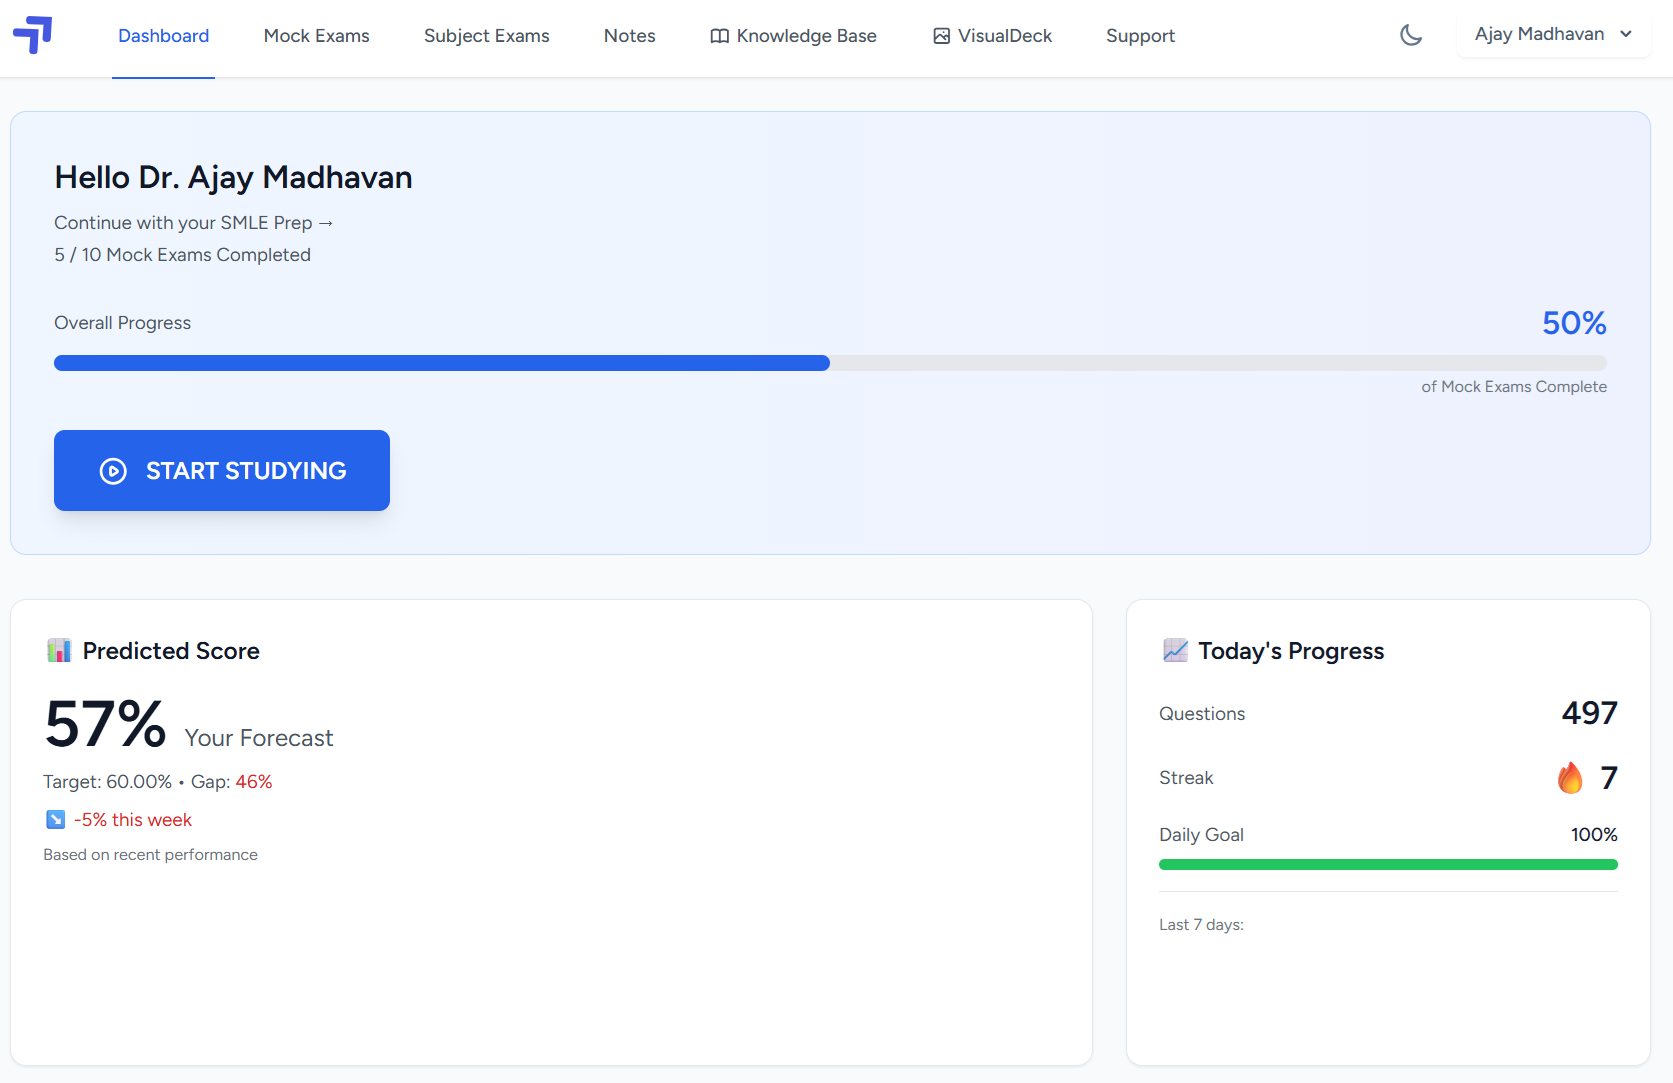 Dashboard Mock Exams Subject Exams Notes Knowledge Base VisualDeck Support Ajay Madhavan
Hello Dr. Ajay Madhavan
Continue with your SMLE Prep →
5 / 10 Mock Exams Completed
Overall Progress 50%
of Mock Exams Complete
START STUDYING
Predicted Score
57% Your Forecast
Target: 60.00% • Gap: 46%
-5% this week
Based on recent performance
Today's Progress
Questions 497
Streak 7
Daily Goal 100%
Last 7 days: